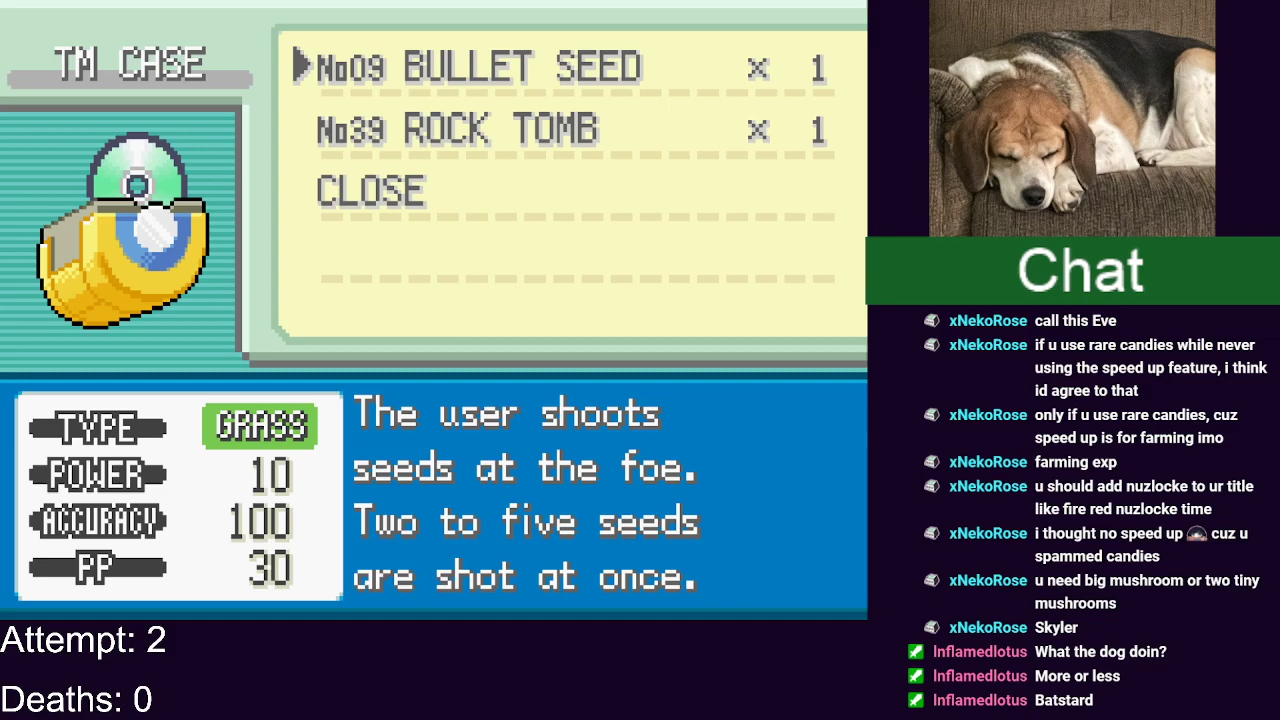 TM CASE
No09 BULLET SEED × 1
No39 ROCK TOMB × 1
CLOSE
TYPE GRASS
POWER 10
ACCURACY 100
PP 30
The user shoots
seeds at the foe.
Two to five seeds
are shot at once.
Attempt: 2
Deaths: 0
Chat
xNekoRose call this Eve
xNekoRose if u use rare candies while never
using the speed up feature, i think
id agree to that
xNekoRose only if u use rare candies, cuz
speed up is for farming imo
xNekoRose farming exp
xNekoRose u should add nuzlocke to ur title
like fire red nuzlocke time
xNekoRose i thought no speed up cuz u
spammed candies
xNekoRose u need big mushroom or two tiny
mushrooms
xNekoRose Skyler
Inflamedlotus What the dog doin?
Inflamedlotus More or less
Inflamedlotus Batstard